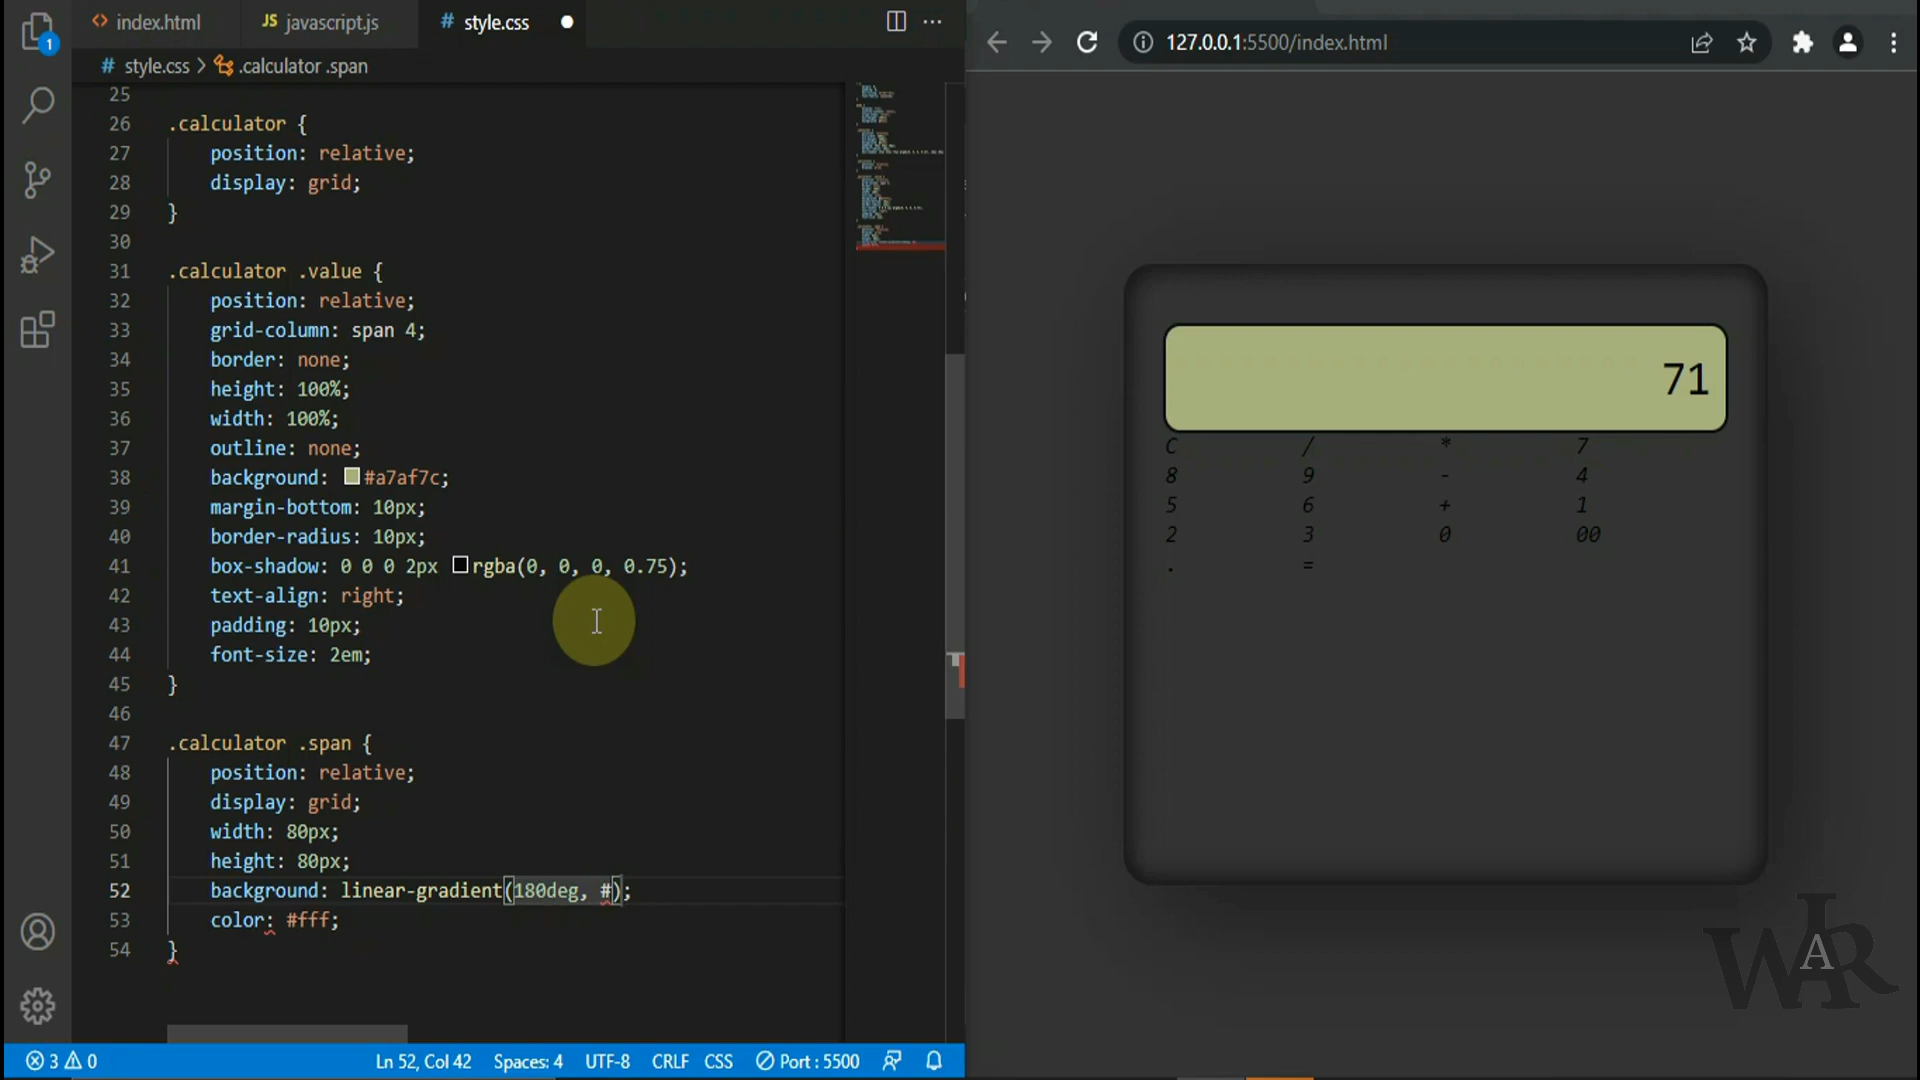 index.html
JS javascript.js
# style.css
# style.css > .calculator .span
25
26 .calculator {
27 position: relative;
28 display: grid;
29 }
30
31 .calculator .value {
32 position: relative;
33 grid-column: span 4;
34 border: none;
35 height: 100%;
36 width: 100%;
37 outline: none;
38 background: #a7af7c;
39 margin-bottom: 10px;
40 border-radius: 10px;
41 box-shadow: 0 0 0 2px rgba(0, 0, 0, 0.75);
42 text-align: right;
43 padding: 10px;
44 font-size: 2em;
45 }
46
47 .calculator .span {
48 position: relative;
49 display: grid;
50 width: 80px;
51 height: 80px;
52 background: linear-gradient(180deg, #);
53 color: #fff;
54 }
1
3 0 Ln 52, Col 42 Spaces: 4 UTF-8 CRLF CSS Port : 5500
127.0.0.1:5500/index.html
71
C / * 7
8 9 - 4
5 6 + 1
2 3 0 00
. =
WAR